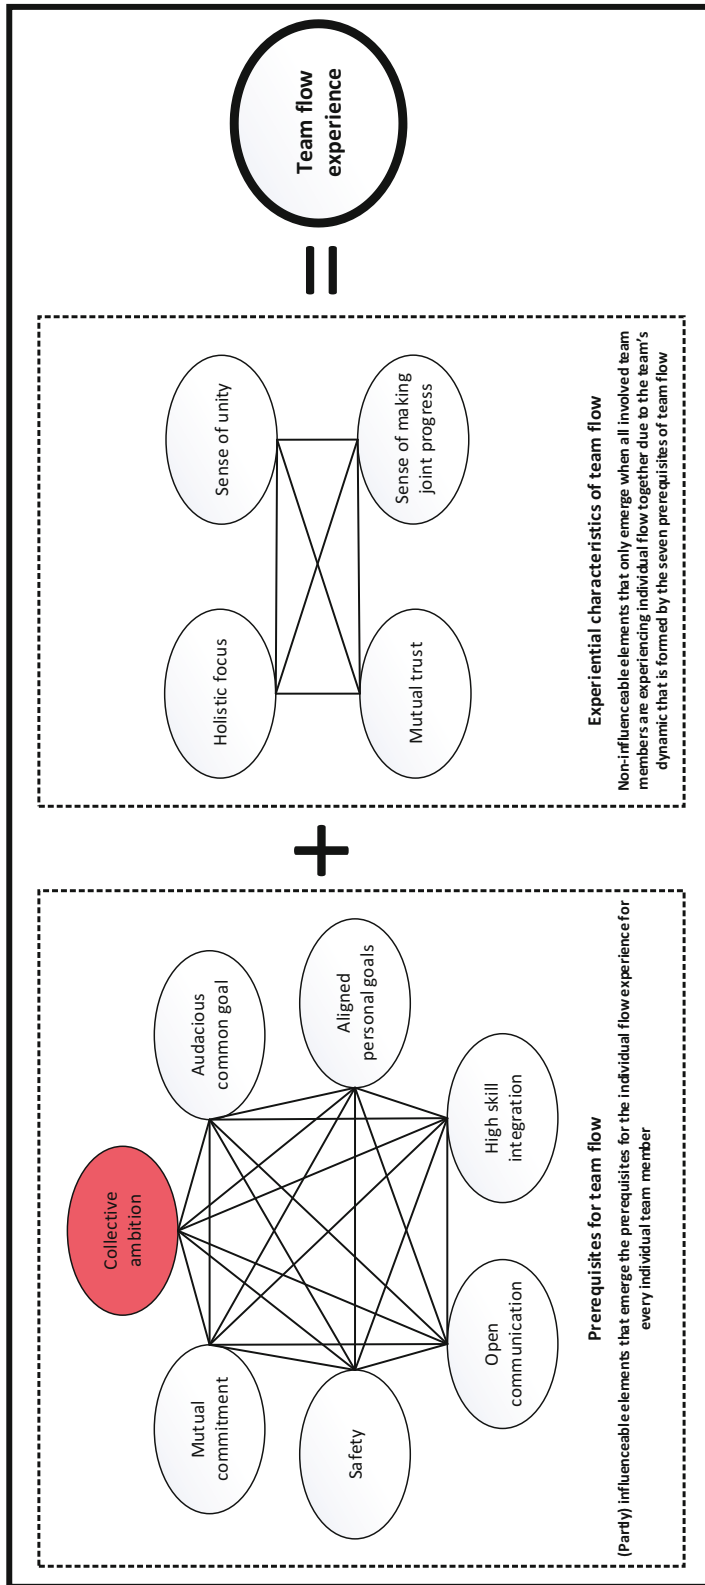 Collective
ambition
Mutual
commitment
Audacious
common goal
Safety
Aligned
personal goals
Open
communication
High skill
integration
Prerequisites for team flow
(Partly) influenceable elements that emerge the prerequisites for the individual flow experience for
every individual team member
+
Holistic focus
Sense of unity
Mutual trust
Sense of making
joint progress
Experiential characteristics of team flow
Non-influenceable elements that only emerge when all involved team
members are experiencing individual flow together due to the team's
dynamic that is formed by the seven prerequisites of team flow
=
Team flow
experience